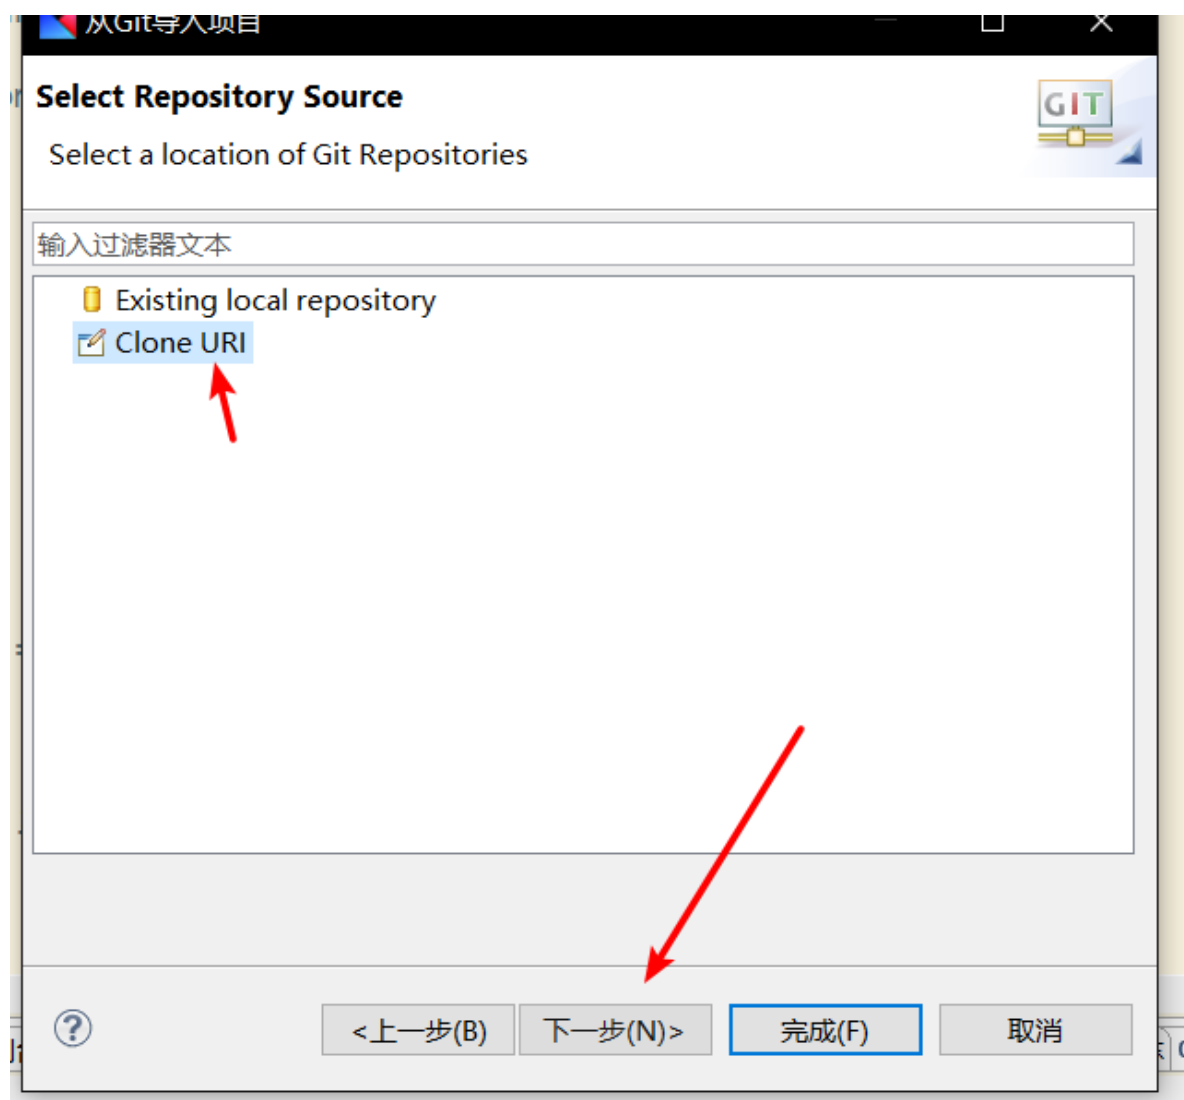 从Git导入项目
Select Repository Source
GIT
Select a location of Git Repositories
输入过滤器文本
Existing local repository
Clone URI
<上一步(B)
下一步(N)>
完成(F)
取消